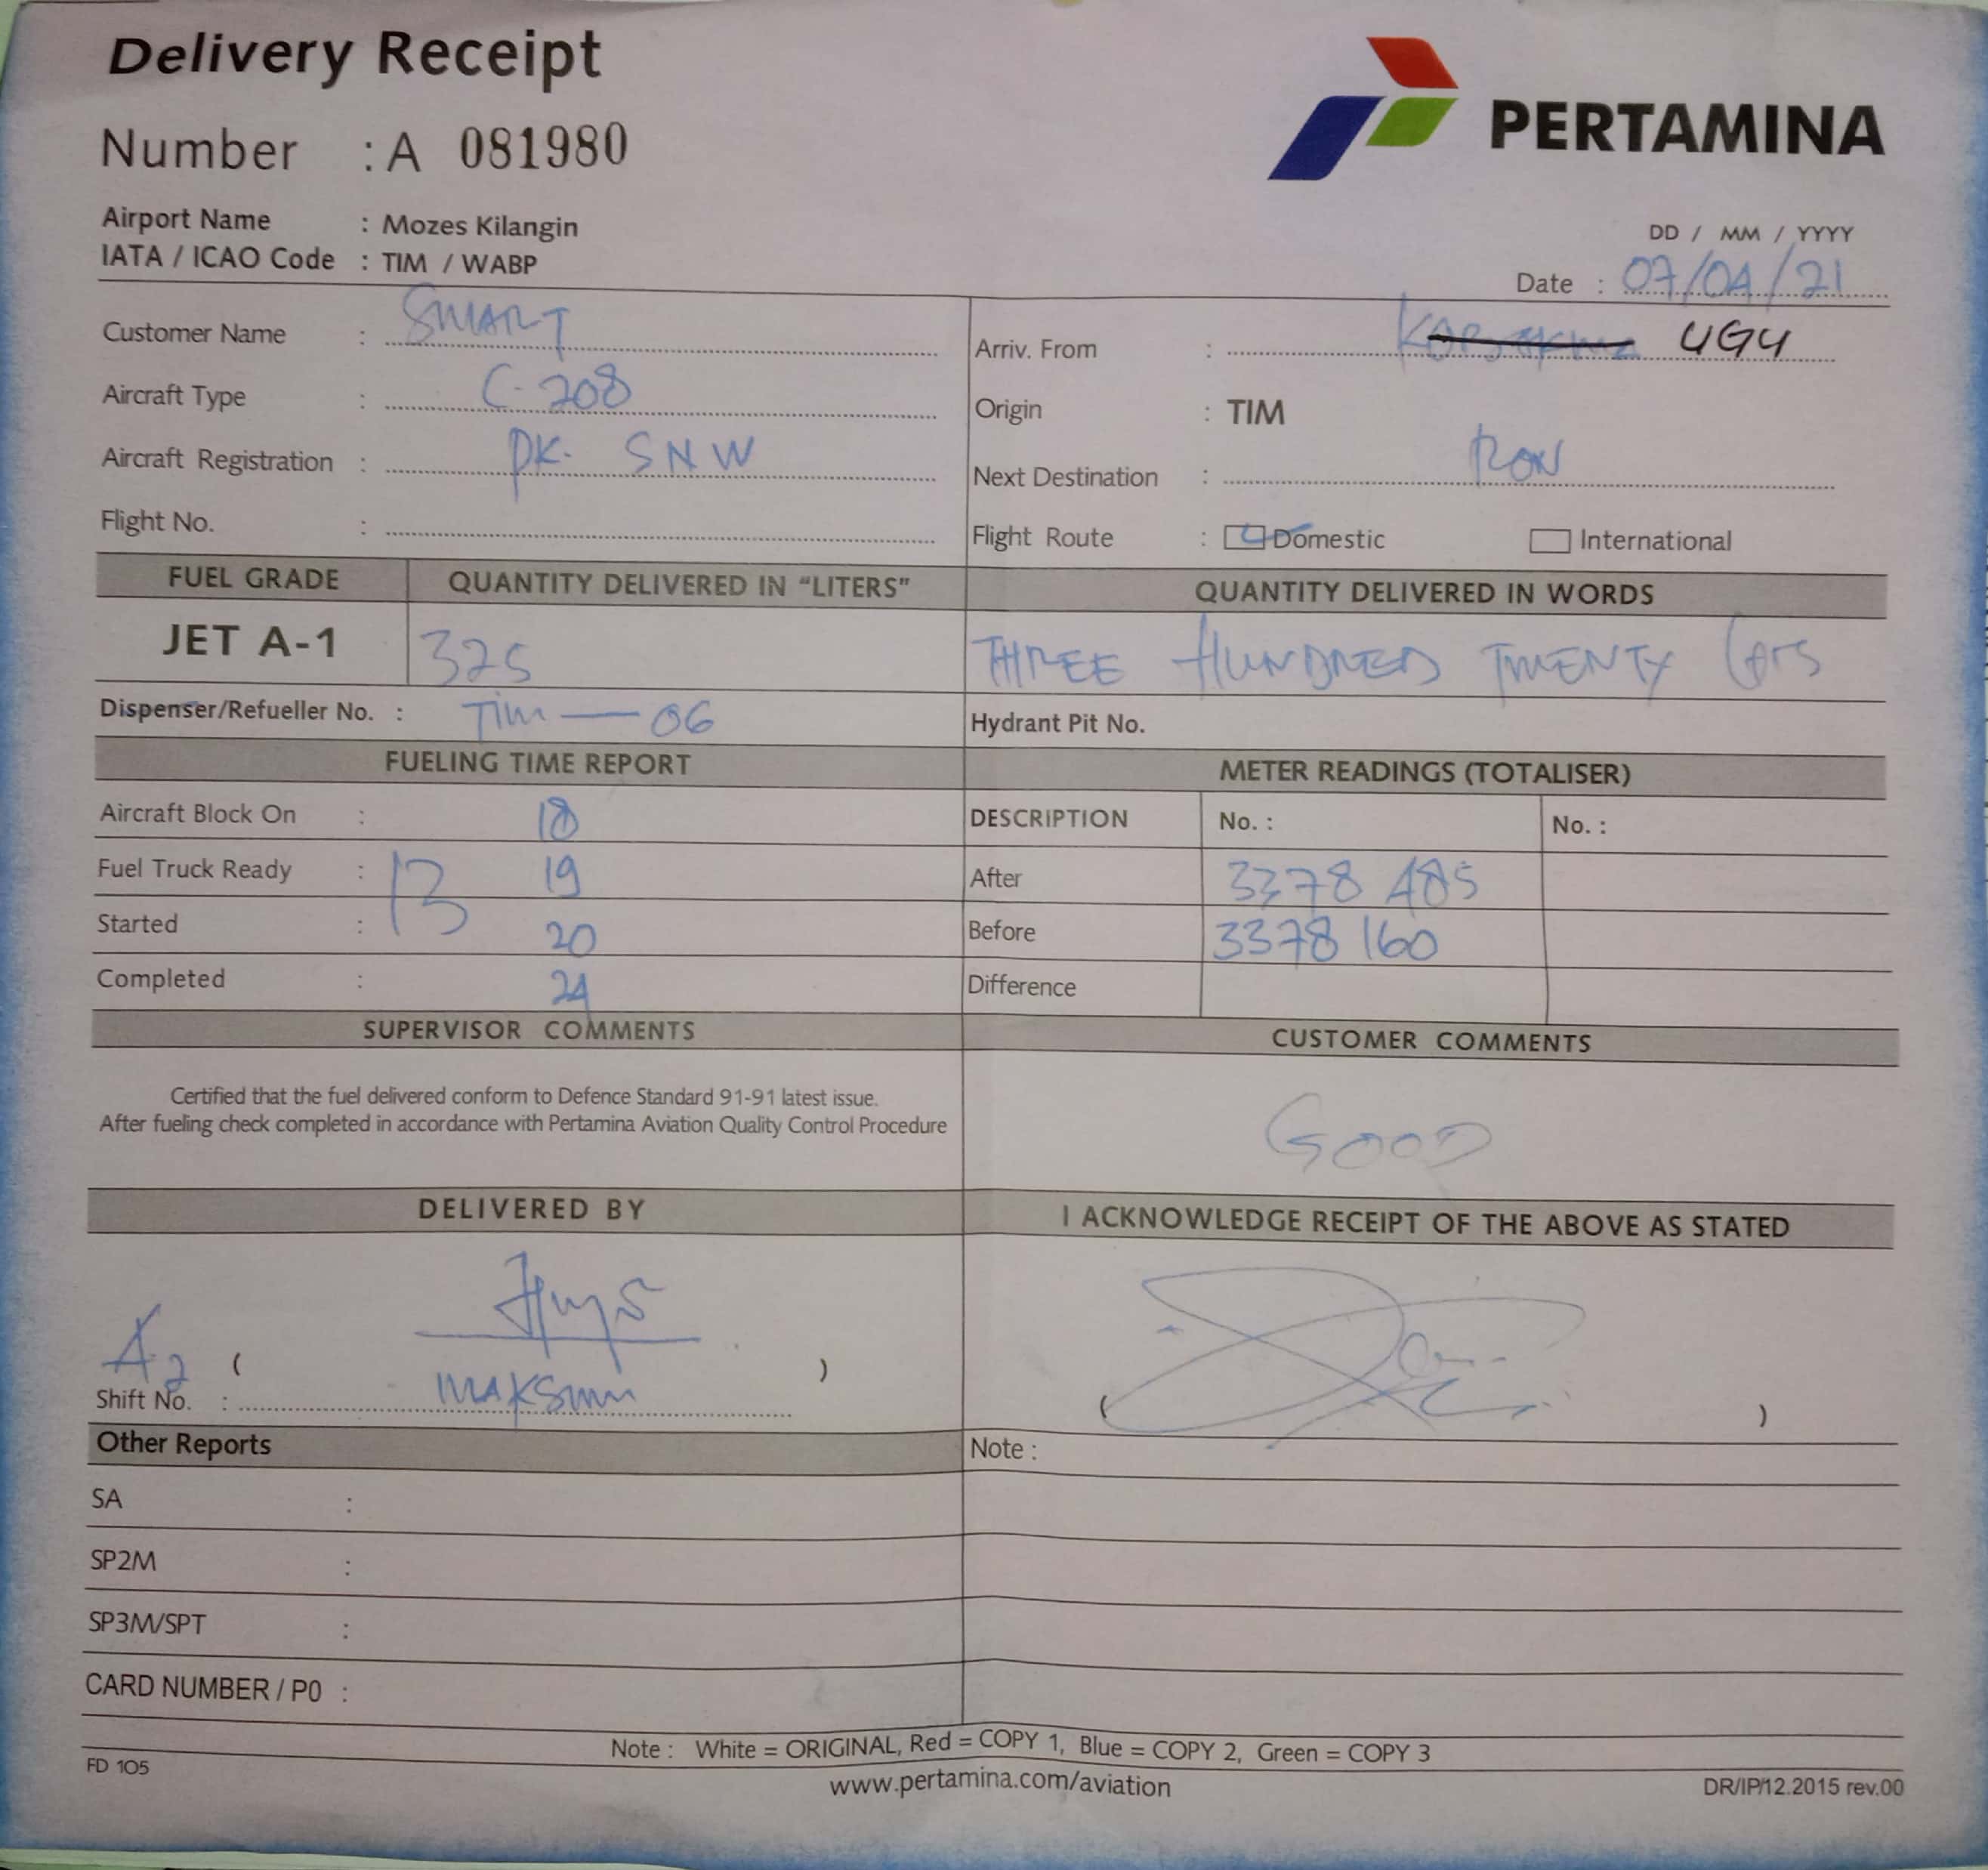 Delivery Receipt
PERTAMINA
Number : A 081980
Airport Name : Mozes Kilangin
IATA / ICAO Code : TIM / WABP
DD / MM / YYYY
Date : 07/04/21
Customer Name : SMART
Aircraft Type : C-208
Aircraft Registration : PK. SNW
Flight No. :
Arriv. From : UGU
Origin : TIM
Next Destination : RON
Flight Route : Domestic International
FUEL GRADE QUANTITY DELIVERED IN "LITERS" QUANTITY DELIVERED IN WORDS
JET A-1 325 THREE HUNDRED TWENTY
Dispenser/Refueller No. : TIM — 06 Hydrant Pit No.
FUELING TIME REPORT METER READINGS (TOTALISER)
Aircraft Block On : 18 DESCRIPTION No. : No. :
Fuel Truck Ready : 13 19 After 3378 485
Started : 20 Before 3378 160
Completed : 24 Difference
SUPERVISOR COMMENTS CUSTOMER COMMENTS
Certified that the fuel delivered conform to Defence Standard 91-91 latest issue.
After fueling check completed in accordance with Pertamina Aviation Quality Control Procedure
GOOD
DELIVERED BY I ACKNOWLEDGE RECEIPT OF THE ABOVE AS STATED
A2 ( ) ( )
Shift No. : MAKSUM
Other Reports Note :
SA :
SP2M :
SP3M/SPT :
CARD NUMBER / P0 :
Note : White = ORIGINAL, Red = COPY 1, Blue = COPY 2, Green = COPY 3
FD 105 www.pertamina.com/aviation DR/IP/12.2015 rev.00